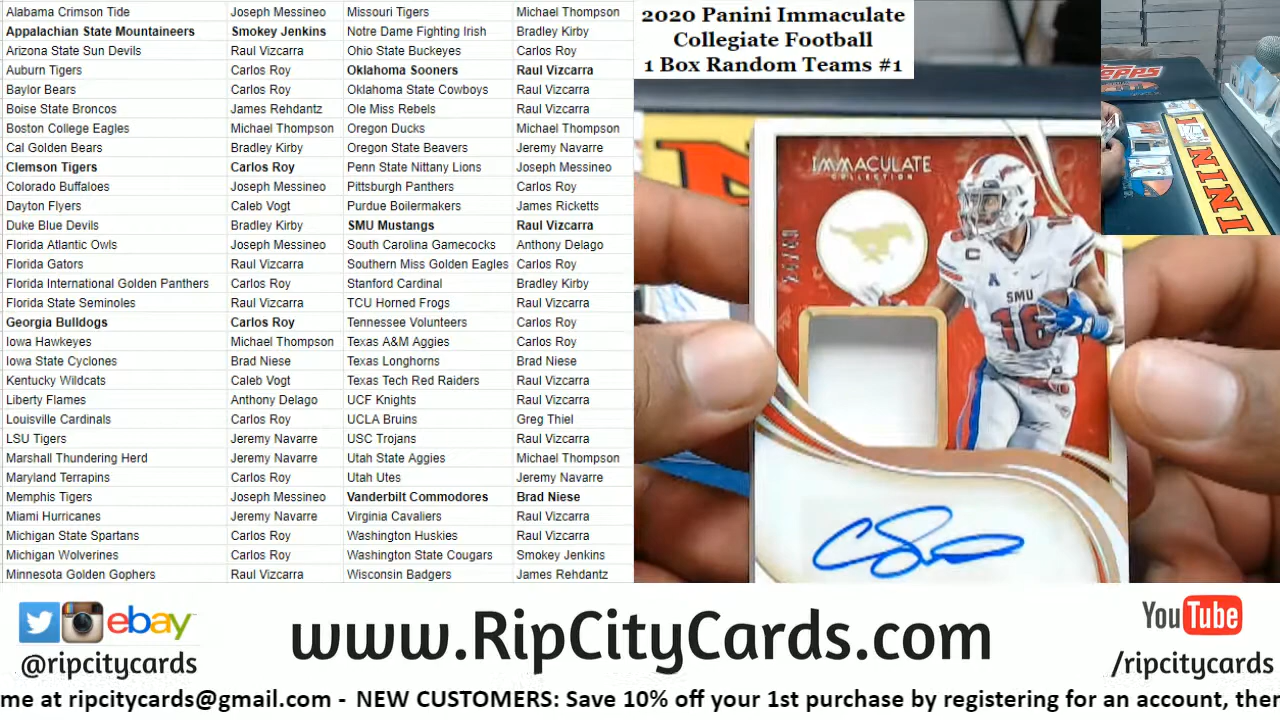 Alabama Crimson Tide Joseph Messineo Missouri Tigers Michael Thompson
Appalachian State Mountaineers Smokey Jenkins Notre Dame Fighting Irish Bradley Kirby
Arizona State Sun Devils Raul Vizcarra Ohio State Buckeyes Carlos Roy
Auburn Tigers Carlos Roy Oklahoma Sooners Raul Vizcarra
Baylor Bears Carlos Roy Oklahoma State Cowboys Raul Vizcarra
Boise State Broncos James Rehdantz Ole Miss Rebels Raul Vizcarra
Boston College Eagles Michael Thompson Oregon Ducks Michael Thompson
Cal Golden Bears Bradley Kirby Oregon State Beavers Jeremy Navarre
Clemson Tigers Carlos Roy Penn State Nittany Lions Joseph Messineo
Colorado Buffaloes Joseph Messineo Pittsburgh Panthers Carlos Roy
Dayton Flyers Caleb Vogt Purdue Boilermakers James Ricketts
Duke Blue Devils Bradley Kirby SMU Mustangs Raul Vizcarra
Florida Atlantic Owls Joseph Messineo South Carolina Gamecocks Anthony Delago
Florida Gators Raul Vizcarra Southern Miss Golden Eagles Carlos Roy
Florida International Golden Panthers Carlos Roy Stanford Cardinal Bradley Kirby
Florida State Seminoles Raul Vizcarra TCU Horned Frogs Raul Vizcarra
Georgia Bulldogs Carlos Roy Tennessee Volunteers Carlos Roy
Iowa Hawkeyes Michael Thompson Texas A&M Aggies Carlos Roy
Iowa State Cyclones Brad Niese Texas Longhorns Brad Niese
Kentucky Wildcats Caleb Vogt Texas Tech Red Raiders Raul Vizcarra
Liberty Flames Anthony Delago UCF Knights Raul Vizcarra
Louisville Cardinals Carlos Roy UCLA Bruins Greg Thiel
LSU Tigers Jeremy Navarre USC Trojans Raul Vizcarra
Marshall Thundering Herd Jeremy Navarre Utah State Aggies Michael Thompson
Maryland Terrapins Carlos Roy Utah Utes Jeremy Navarre
Memphis Tigers Joseph Messineo Vanderbilt Commodores Brad Niese
Miami Hurricanes Jeremy Navarre Virginia Cavaliers Raul Vizcarra
Michigan State Spartans Carlos Roy Washington Huskies Raul Vizcarra
Michigan Wolverines Carlos Roy Washington State Cougars Smokey Jenkins
Minnesota Golden Gophers Raul Vizcarra Wisconsin Badgers James Rehdantz
2020 Panini Immaculate
Collegiate Football
1 Box Random Teams #1
IMMACULATE
COLLECTION
C
SMU
18
Topps
NINI
ebay
@ripcitycards
www.RipCityCards.com
YouTube
/ripcitycards
me at ripcitycards@gmail.com - NEW CUSTOMERS: Save 10% off your 1st purchase by registering for an account, then